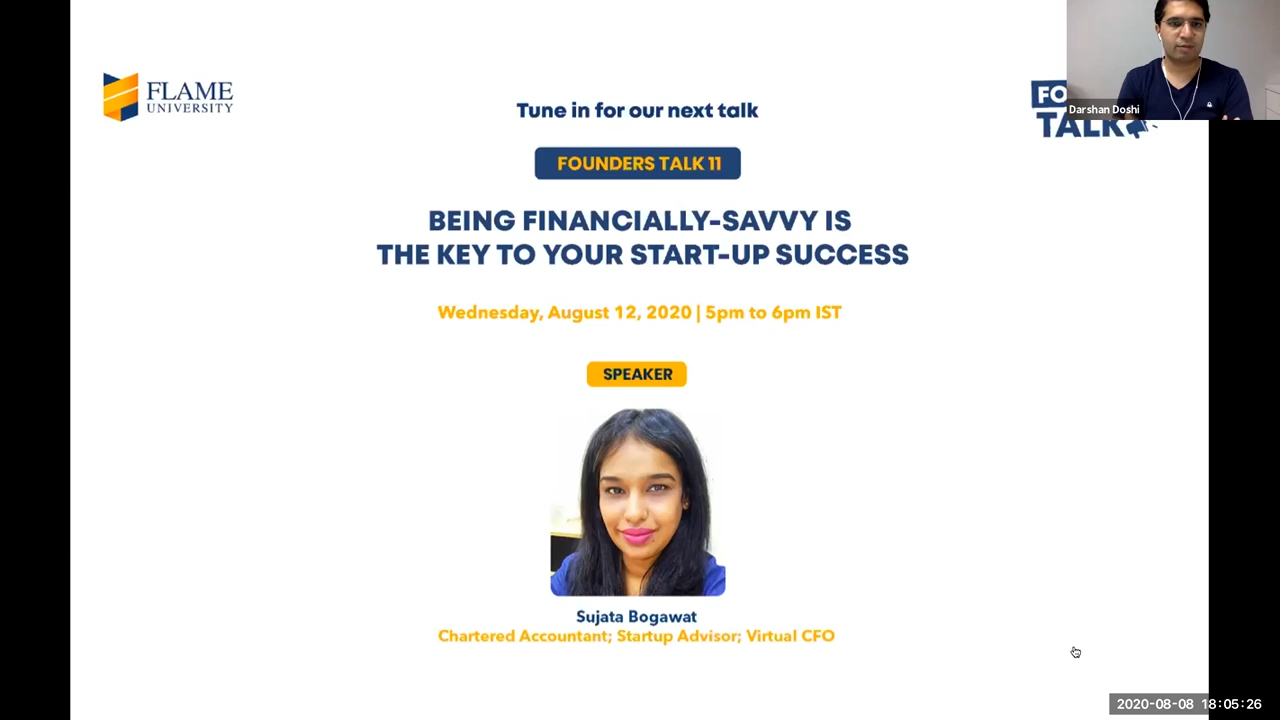 FLAME
UNIVERSITY
Tune in for our next talk
FO
TALK
Darshan Doshi
FOUNDERS TALK 11
BEING FINANCIALLY-SAVVY IS
THE KEY TO YOUR START-UP SUCCESS
Wednesday, August 12, 2020 | 5pm to 6pm IST
SPEAKER
Sujata Bogawat
Chartered Accountant; Startup Advisor; Virtual CFO
2020-08-08 18:05:26